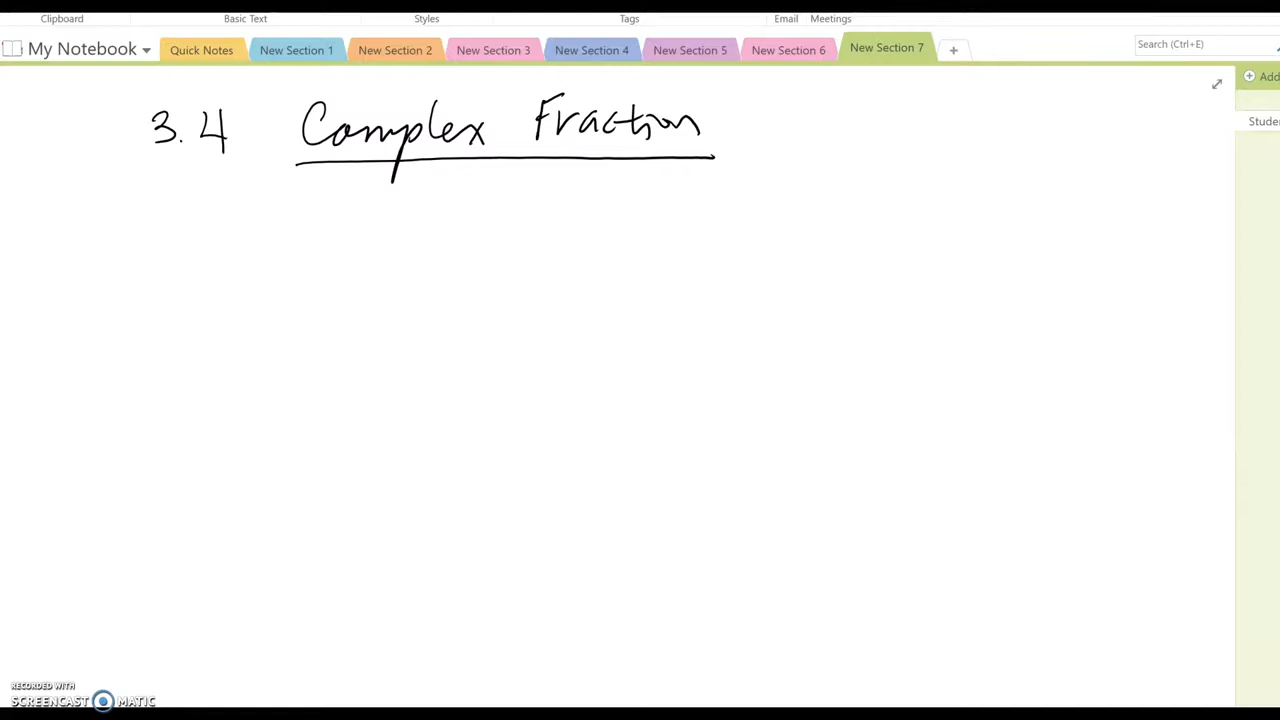 Clipboard Basic Text Styles Tags Email Meetings
My Notebook Quick Notes New Section 1 New Section 2 New Section 3 New Section 4 New Section 5 New Section 6 New Section 7 + Search (Ctrl+E)
Add
Studen
3.4 Complex Fraction
RECORDED WITH
SCREENCAST MATIC